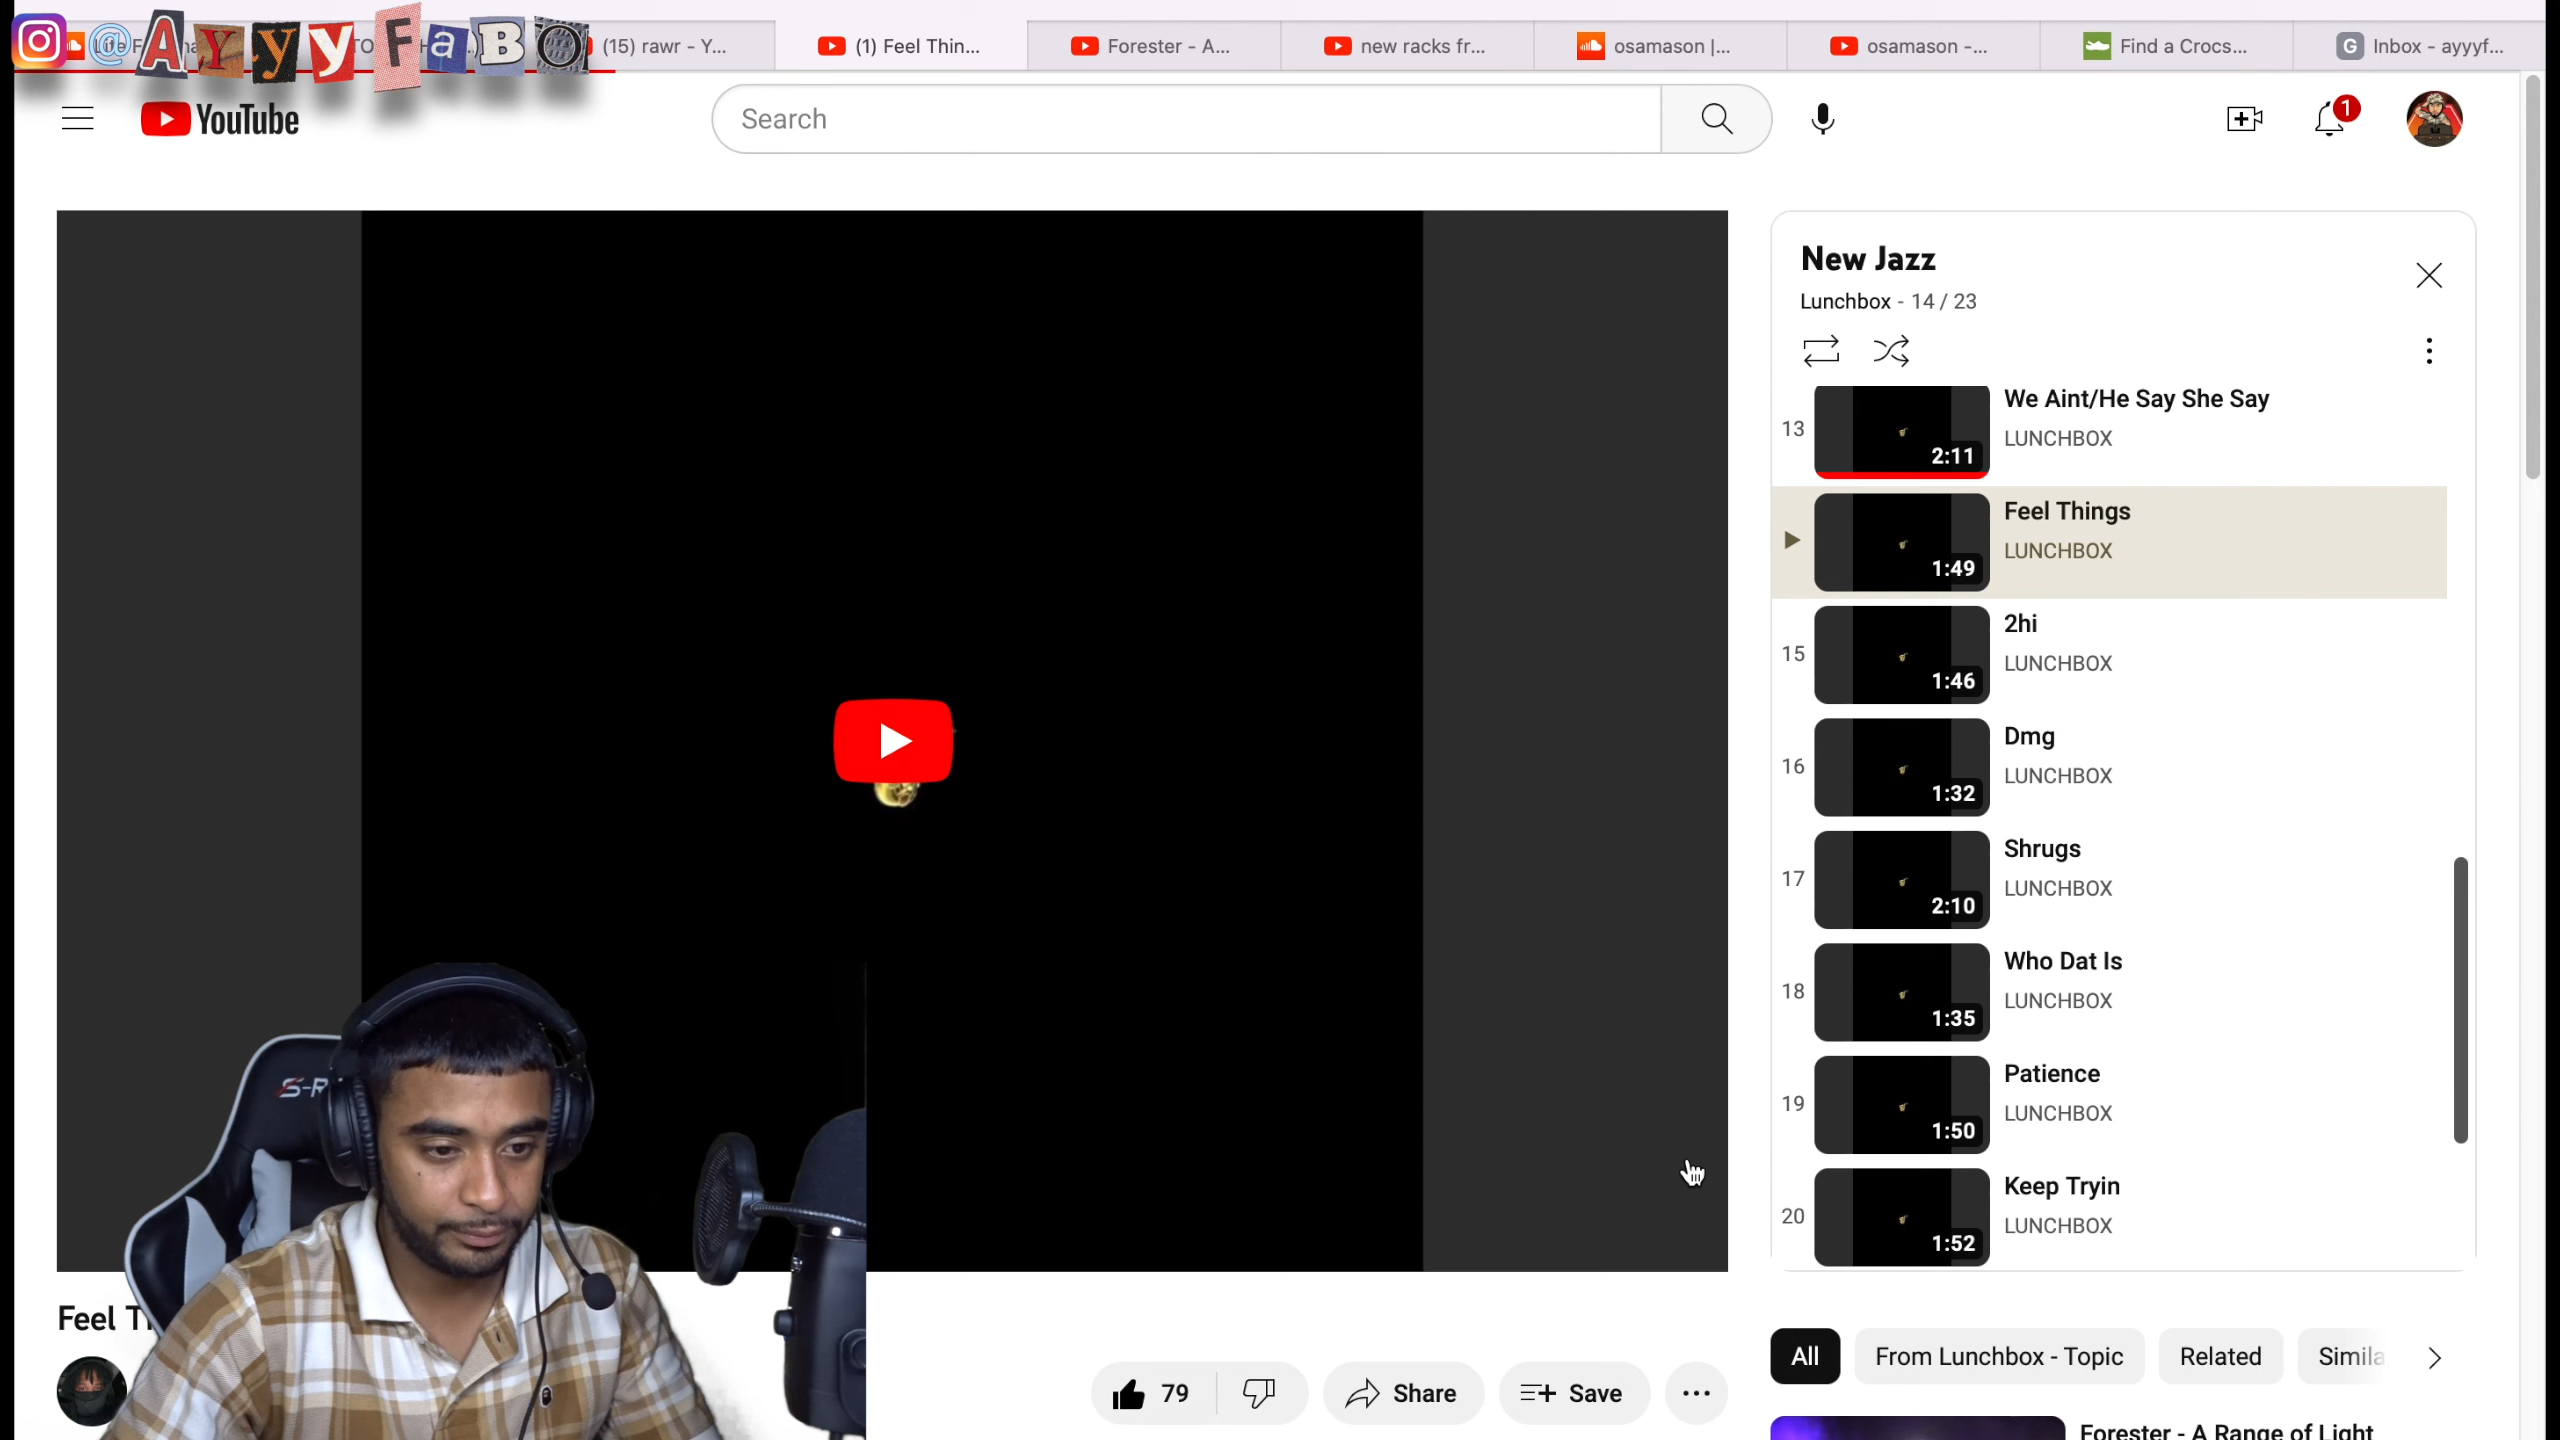 @AYyyFaBO
(15) rawr - Y...
(1) Feel Thin...
Forester - A...
new racks fr...
osamason |...
osamason -...
Find a Crocs...
G Inbox - ayyyf...
YouTube
Search
1
New Jazz
Lunchbox - 14 / 23
13
2:11
We Aint/He Say She Say
LUNCHBOX
1:49
Feel Things
LUNCHBOX
15
1:46
2hi
LUNCHBOX
16
1:32
Dmg
LUNCHBOX
17
2:10
Shrugs
LUNCHBOX
18
1:35
Who Dat Is
LUNCHBOX
19
1:50
Patience
LUNCHBOX
20
1:52
Keep Tryin
LUNCHBOX
Feel T
79
Share
Save
All
From Lunchbox - Topic
Related
Simila
Forester - A Range of Light